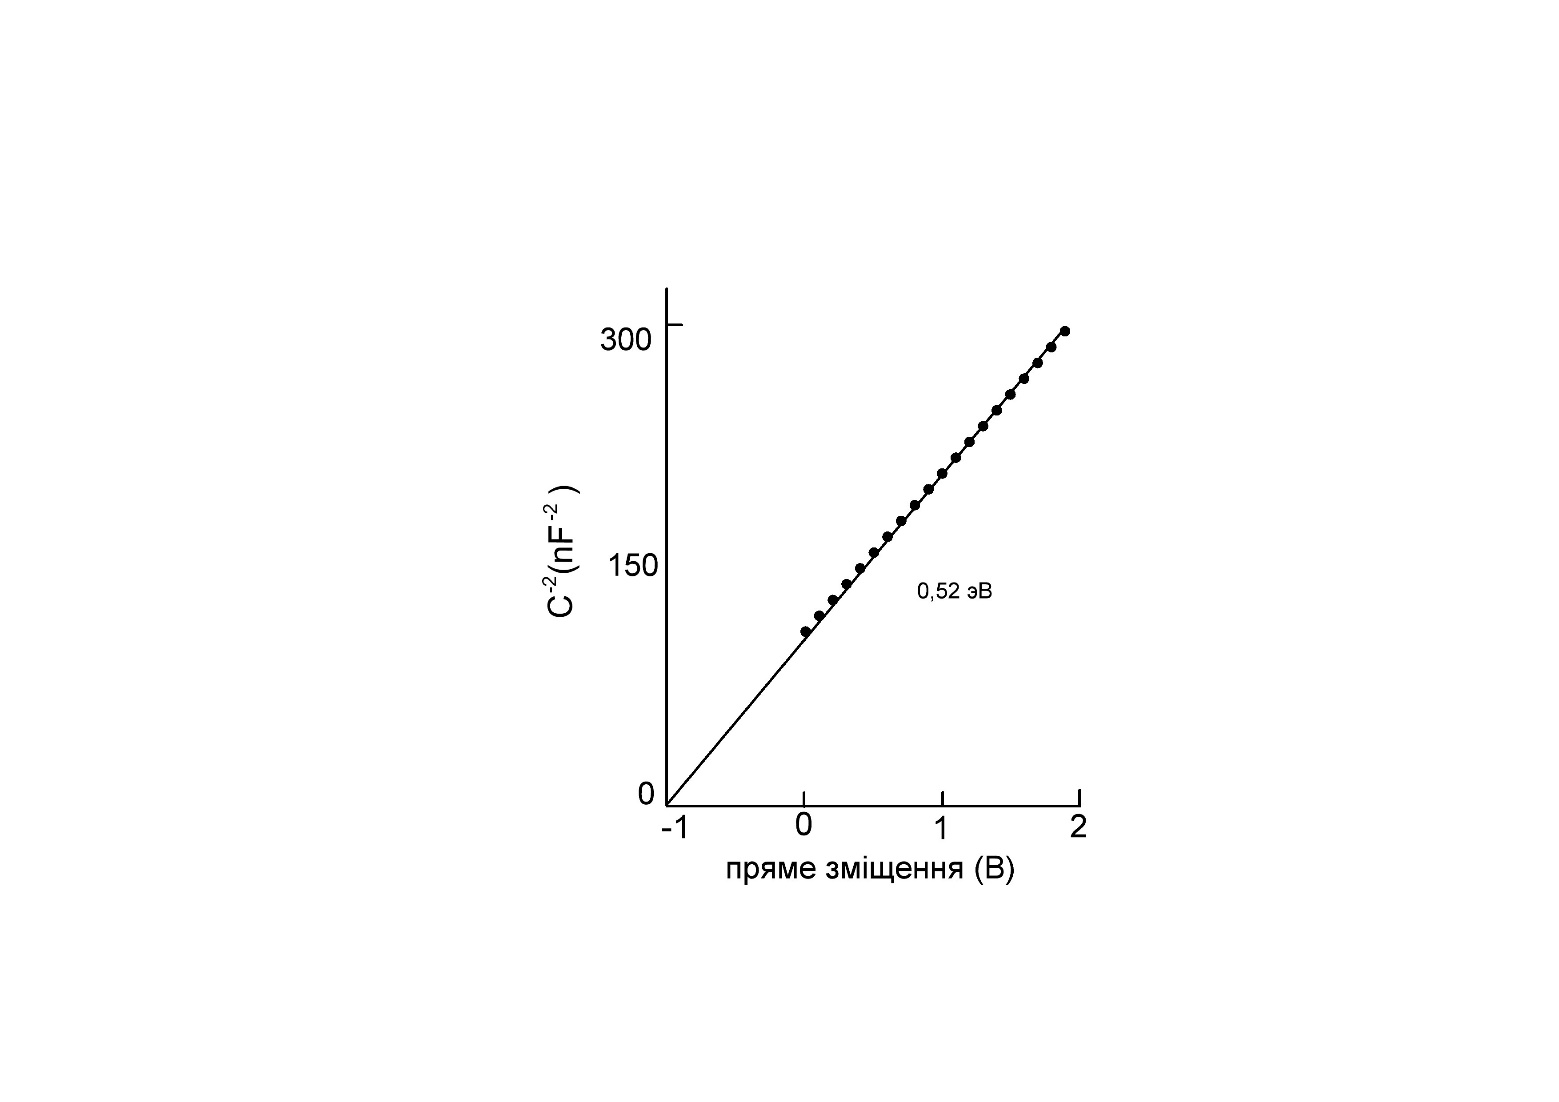 300
C-2(nF-2)
150
0,52 эВ
0
-1 0 1 2
пряме зміщення (В)